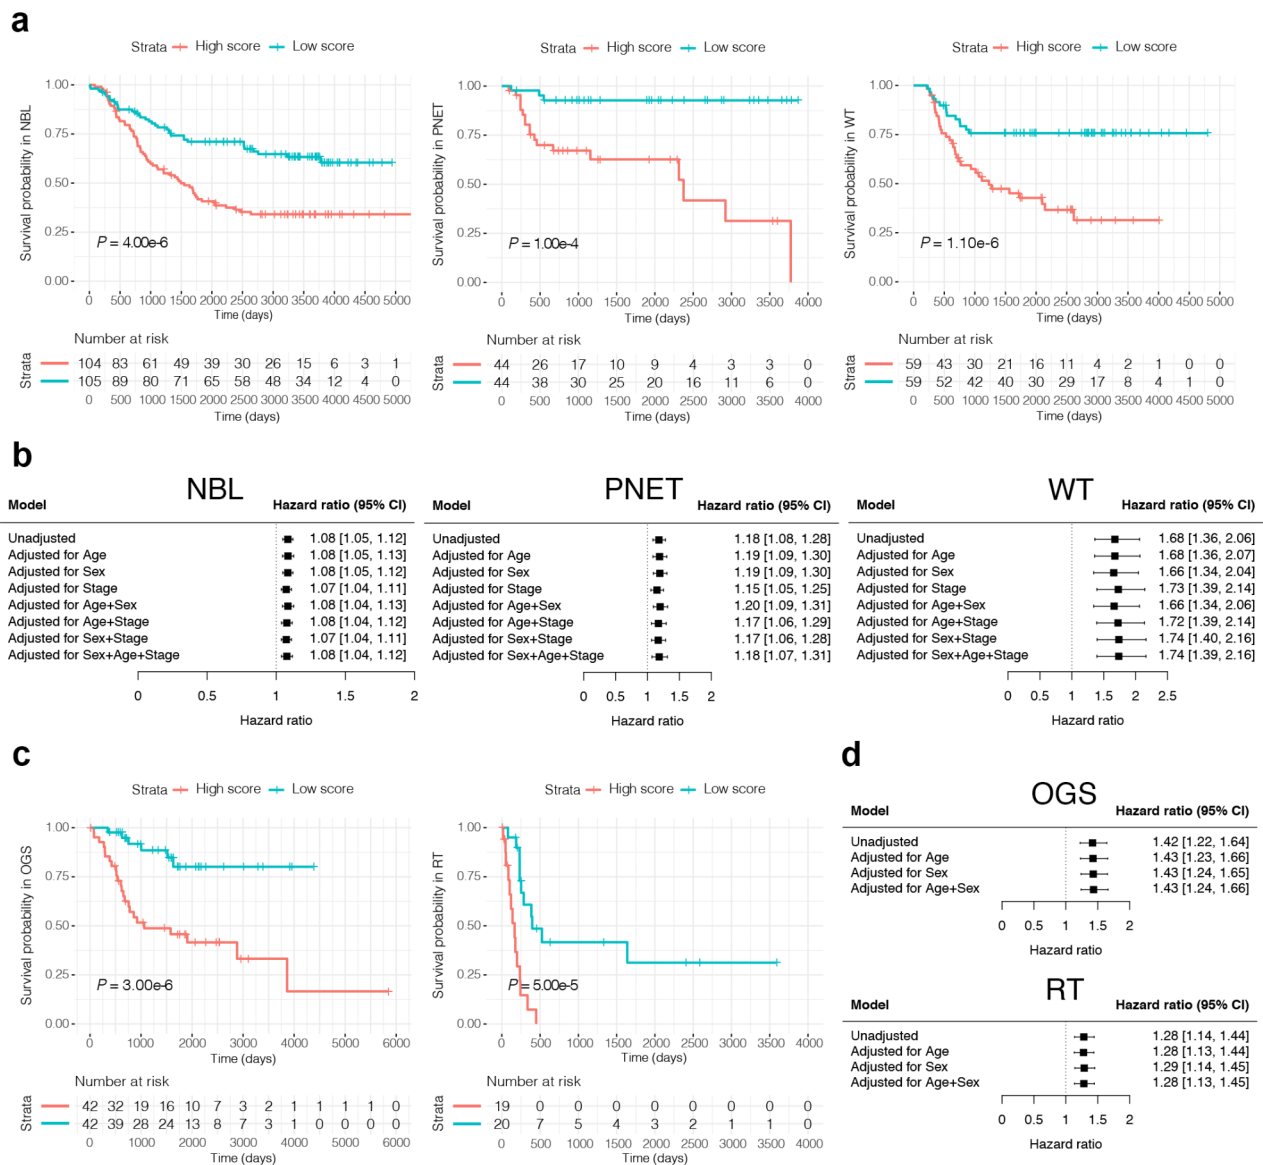 a
Strata High score Low score
Strata High score Low score
Strata High score Low score
Survival probability in NBL
1.00
0.75
0.50
0.25
0.00
P = 4.00e-6
0 500 1000 1500 2000 2500 3000 3500 4000 4500 5000
Time (days)
Survival probability in PNET
1.00
0.75
0.50
0.25
0.00
P = 1.00e-4
0 500 1000 1500 2000 2500 3000 3500 4000
Time (days)
Survival probability in WT
1.00
0.75
0.50
0.25
0.00
P = 1.10e-6
0 500 1000 1500 2000 2500 3000 3500 4000 4500 5000
Time (days)
Number at risk
Strata
104 83 61 49 39 30 26 15 6 3 1
105 89 80 71 65 58 48 34 12 4 0
0 500 1000 1500 2000 2500 3000 3500 4000 4500 5000
Time (days)
Number at risk
Strata
44 26 17 10 9 4 3 3 0
44 38 30 25 20 16 11 6 0
0 500 1000 1500 2000 2500 3000 3500 4000
Time (days)
Number at risk
Strata
59 43 30 21 16 11 4 2 1 0 0
59 52 42 40 30 29 17 8 4 1 0
0 500 1000 1500 2000 2500 3000 3500 4000 4500 5000
Time (days)
b
NBL
Model Hazard ratio (95% CI)
Unadjusted 1.08 [1.05, 1.12]
Adjusted for Age 1.08 [1.05, 1.13]
Adjusted for Sex 1.08 [1.05, 1.12]
Adjusted for Stage 1.07 [1.04, 1.11]
Adjusted for Age+Sex 1.08 [1.04, 1.13]
Adjusted for Age+Stage 1.08 [1.04, 1.12]
Adjusted for Sex+Stage 1.07 [1.04, 1.11]
Adjusted for Sex+Age+Stage 1.08 [1.04, 1.12]
0 0.5 1 1.5 2
Hazard ratio
PNET
Model Hazard ratio (95% CI)
Unadjusted 1.18 [1.08, 1.28]
Adjusted for Age 1.19 [1.09, 1.30]
Adjusted for Sex 1.19 [1.09, 1.30]
Adjusted for Stage 1.15 [1.05, 1.25]
Adjusted for Age+Sex 1.20 [1.09, 1.31]
Adjusted for Age+Stage 1.17 [1.06, 1.29]
Adjusted for Sex+Stage 1.17 [1.06, 1.28]
Adjusted for Sex+Age+Stage 1.18 [1.07, 1.31]
0 0.5 1 1.5 2
Hazard ratio
WT
Model Hazard ratio (95% CI)
Unadjusted 1.68 [1.36, 2.06]
Adjusted for Age 1.68 [1.36, 2.07]
Adjusted for Sex 1.66 [1.34, 2.04]
Adjusted for Stage 1.73 [1.39, 2.14]
Adjusted for Age+Sex 1.66 [1.34, 2.06]
Adjusted for Age+Stage 1.72 [1.39, 2.14]
Adjusted for Sex+Stage 1.74 [1.40, 2.16]
Adjusted for Sex+Age+Stage 1.74 [1.39, 2.16]
0 0.5 1 1.5 2 2.5
Hazard ratio
c
Strata High score Low score
Strata High score Low score
Survival probability in OGS
1.00
0.75
0.50
0.25
0.00
P = 3.00e-6
0 1000 2000 3000 4000 5000 6000
Time (days)
Survival probability in RT
1.00
0.75
0.50
0.25
0.00
P = 5.00e-5
0 500 1000 1500 2000 2500 3000 3500 4000
Time (days)
Number at risk
Strata
42 32 19 16 10 7 3 2 1 1 1 1 0
42 39 28 24 13 8 7 3 1 0 0 0 0
0 1000 2000 3000 4000 5000 6000
Time (days)
Number at risk
Strata
19 0 0 0 0 0 0 0 0
20 7 5 4 3 2 1 1 0
0 500 1000 1500 2000 2500 3000 3500 4000
Time (days)
d
OGS
Model Hazard ratio (95% CI)
Unadjusted 1.42 [1.22, 1.64]
Adjusted for Age 1.43 [1.23, 1.66]
Adjusted for Sex 1.43 [1.24, 1.65]
Adjusted for Age+Sex 1.43 [1.24, 1.66]
0 0.5 1 1.5 2
Hazard ratio
RT
Model Hazard ratio (95% CI)
Unadjusted 1.28 [1.14, 1.44]
Adjusted for Age 1.28 [1.13, 1.44]
Adjusted for Sex 1.29 [1.14, 1.45]
Adjusted for Age+Sex 1.28 [1.13, 1.45]
0 0.5 1 1.5 2
Hazard ratio